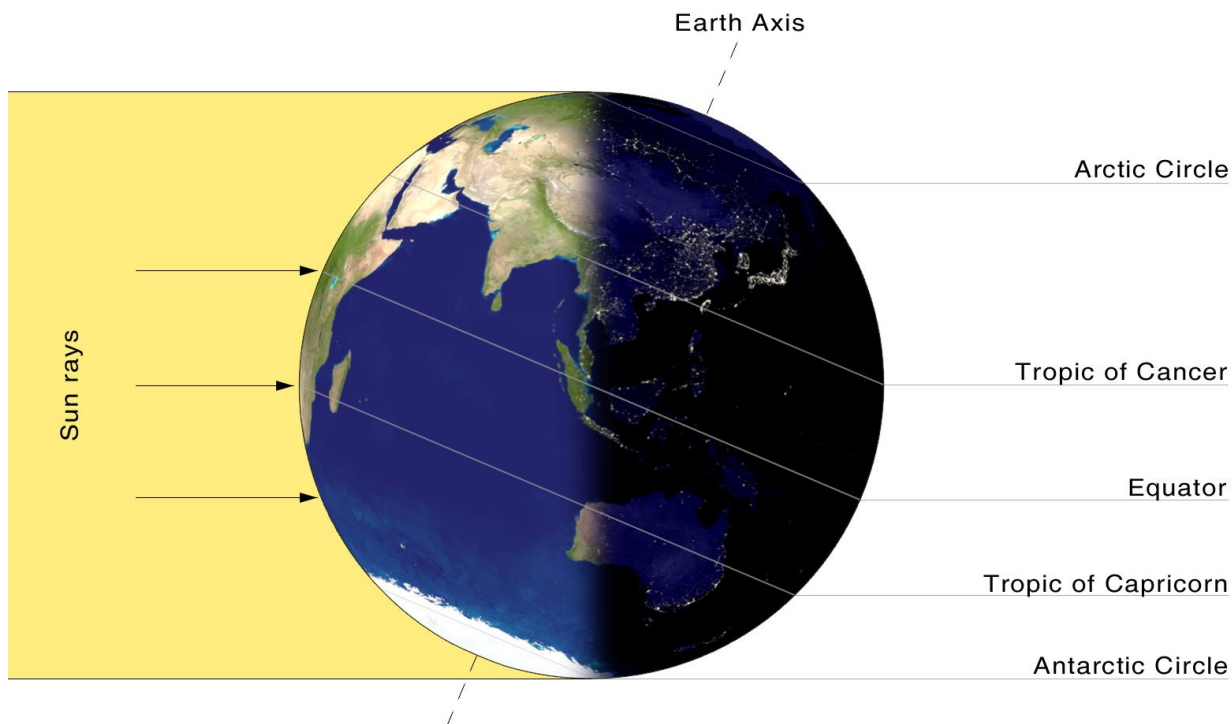 Earth Axis
Arctic Circle
Sun rays
Tropic of Cancer
Equator
Tropic of Capricorn
Antarctic Circle